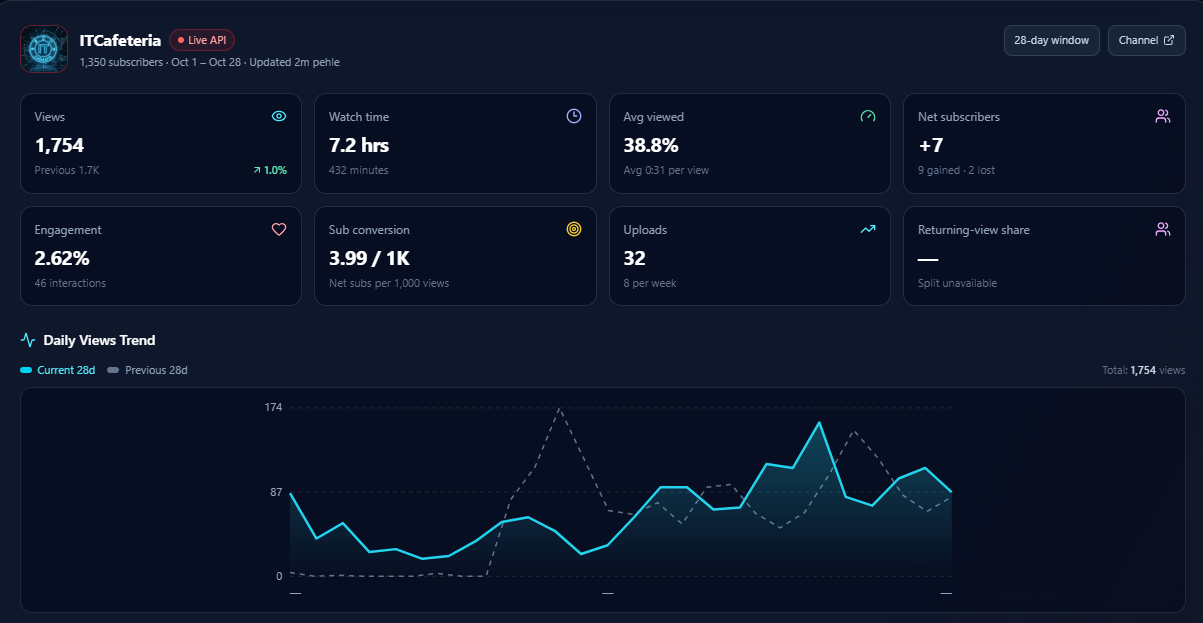 IT
ITCafeteria
Live API
1,350 subscribers · Oct 1 – Oct 28 · Updated 2m pehle
28-day window
Channel
Views
1,754
Previous 1.7K
1.0%
Watch time
7.2 hrs
432 minutes
Avg viewed
38.8%
Avg 0:31 per view
Net subscribers
+7
9 gained · 2 lost
Engagement
2.62%
46 interactions
Sub conversion
3.99 / 1K
Net subs per 1,000 views
Uploads
32
8 per week
Returning-view share
—
Split unavailable
Daily Views Trend
Current 28d
Previous 28d
Total: 1,754 views
174
87
0
— — —